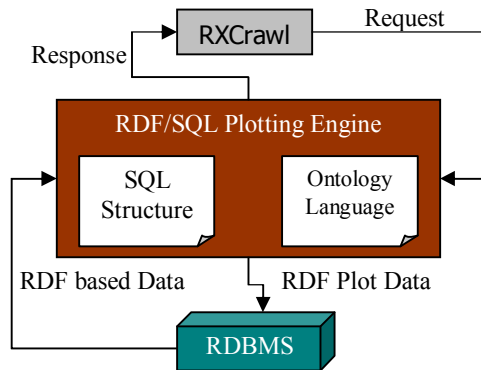 Request
RXCrawl
Response
RDF/SQL Plotting Engine
SQL
Structure
Ontology
Language
RDF based Data
RDF Plot Data
RDBMS